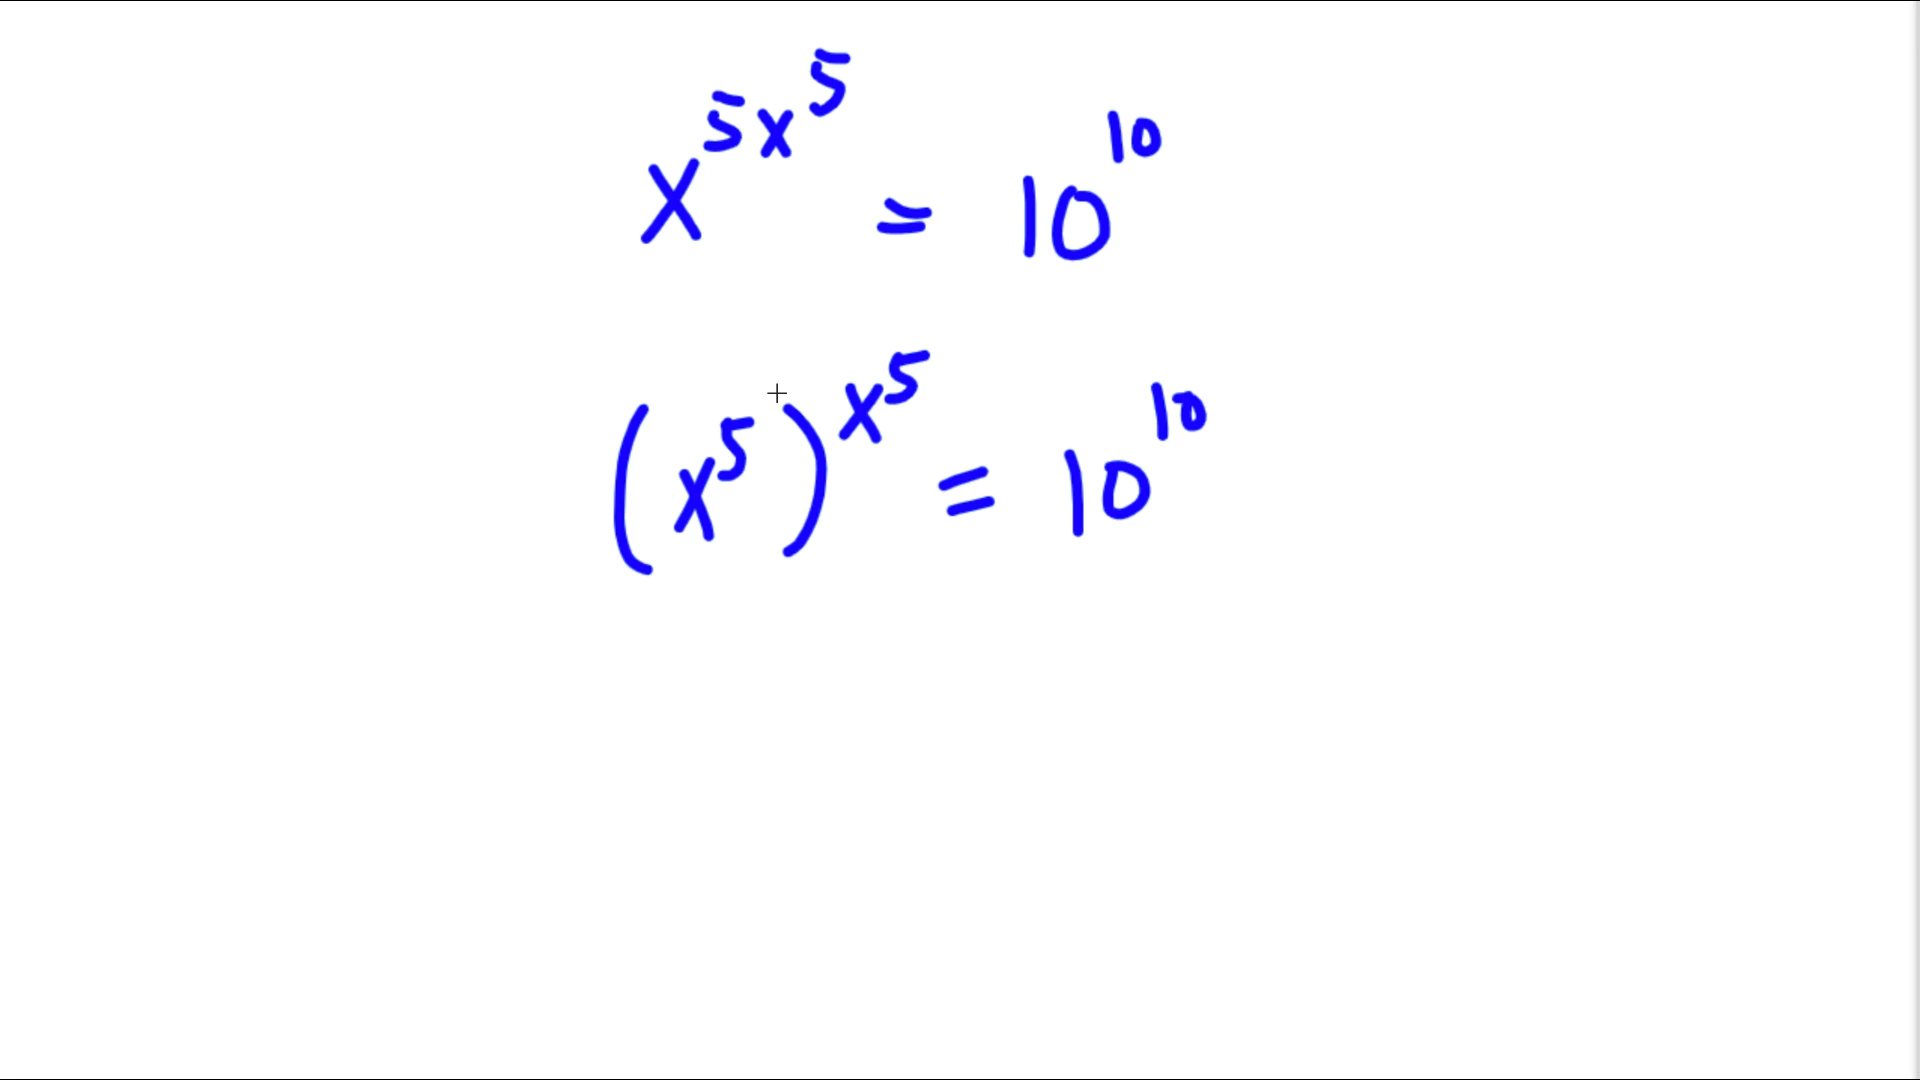 x^{5x^5} = 10^{10}
(x^5)^{x^5} = 10^{10}